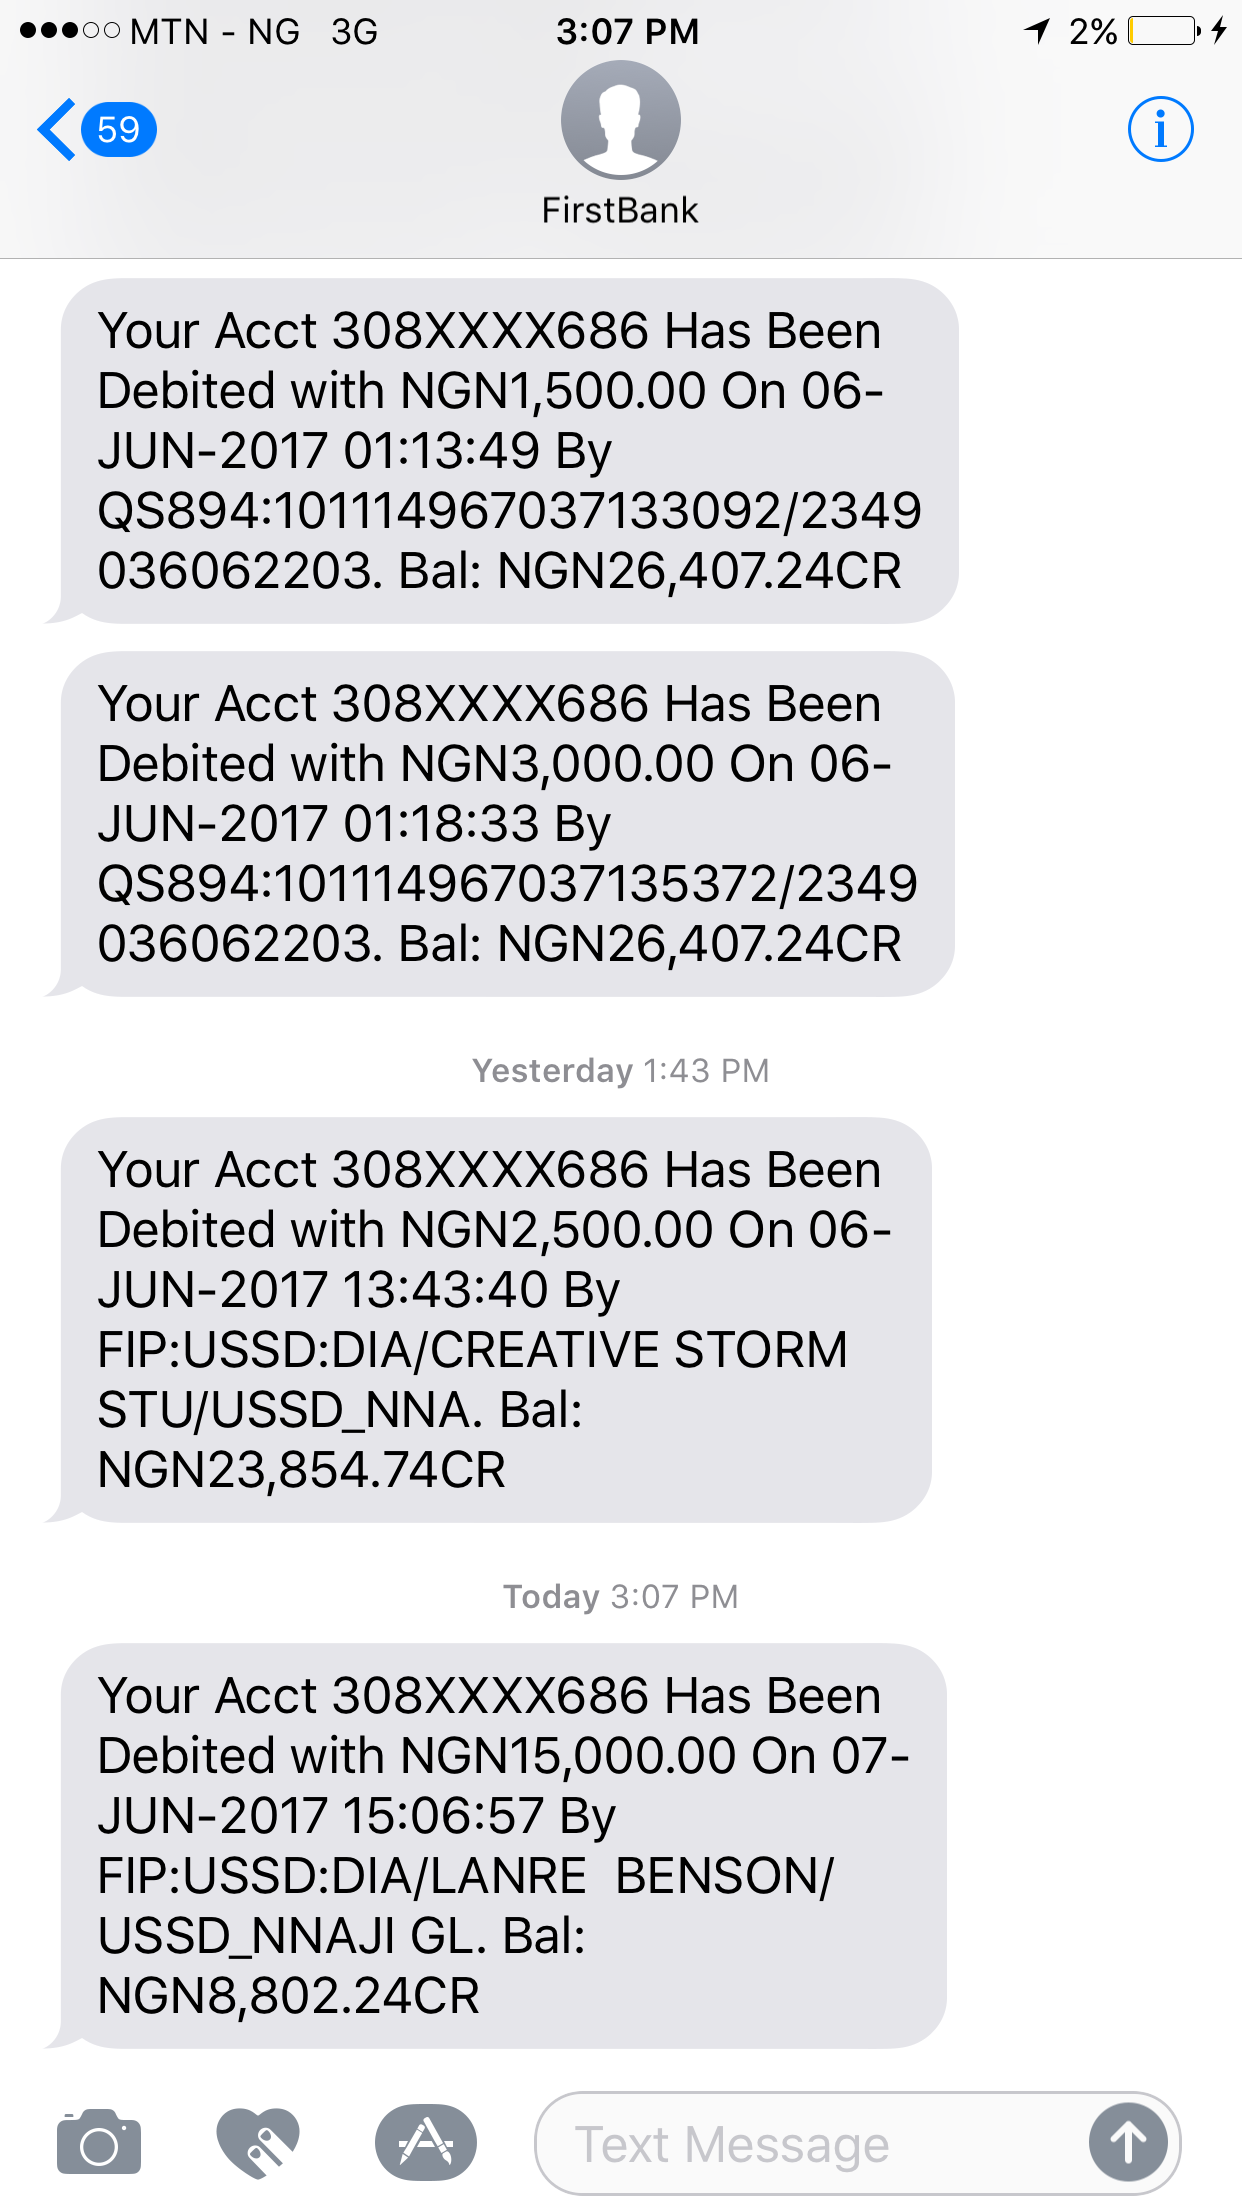 MTN - NG 3G 3:07 PM 2%
59
FirstBank
Your Acct 308XXXX686 Has Been
Debited with NGN1,500.00 On 06-
JUN-2017 01:13:49 By
QS894:101114967037133092/2349
036062203. Bal: NGN26,407.24CR
Your Acct 308XXXX686 Has Been
Debited with NGN3,000.00 On 06-
JUN-2017 01:18:33 By
QS894:101114967037135372/2349
036062203. Bal: NGN26,407.24CR
Yesterday 1:43 PM
Your Acct 308XXXX686 Has Been
Debited with NGN2,500.00 On 06-
JUN-2017 13:43:40 By
FIP:USSD:DIA/CREATIVE STORM
STU/USSD_NNA. Bal:
NGN23,854.74CR
Today 3:07 PM
Your Acct 308XXXX686 Has Been
Debited with NGN15,000.00 On 07-
JUN-2017 15:06:57 By
FIP:USSD:DIA/LANRE  BENSON/
USSD_NNAJI GL. Bal:
NGN8,802.24CR
Text Message